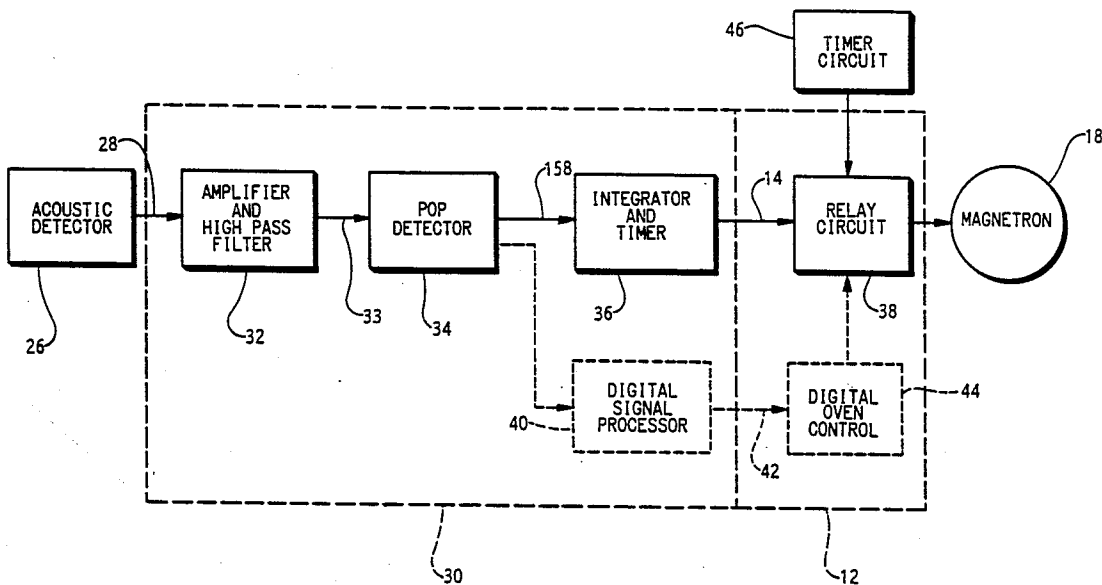 46
TIMER
CIRCUIT
28
158
14
18
ACOUSTIC
DETECTOR
AMPLIFIER
AND
HIGH PASS
FILTER
POP
DETECTOR
INTEGRATOR
AND
TIMER
RELAY
CIRCUIT
MAGNETRON
26
32
33
34
36
38
40
DIGITAL
SIGNAL
PROCESSOR
42
DIGITAL
OVEN
CONTROL
44
30
12